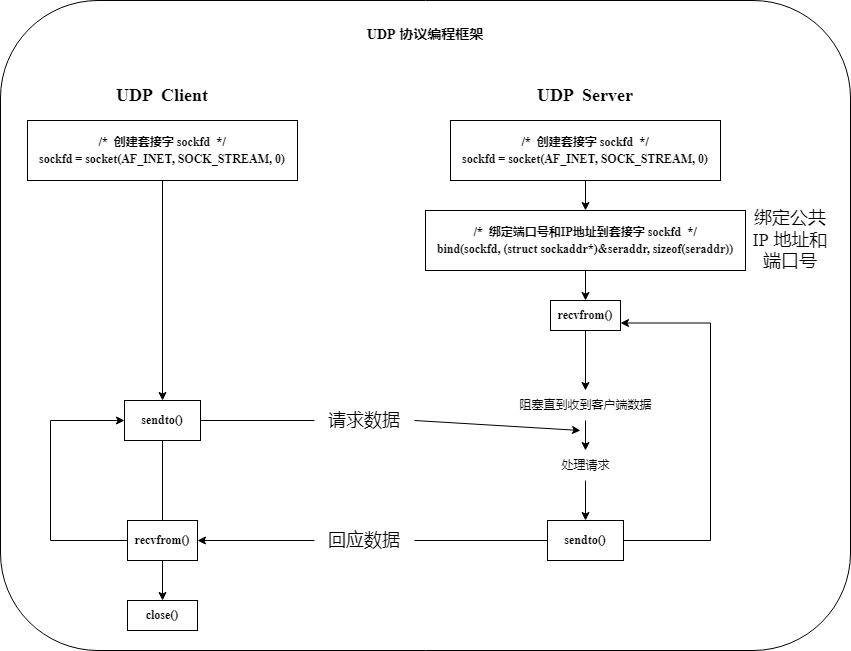 UDP 协议编程框架
UDP Client
/* 创建套接字 sockfd */
sockfd = socket(AF_INET, SOCK_STREAM, 0)
sendto()
recvfrom()
close()
请求数据
回应数据
UDP Server
/* 创建套接字 sockfd */
sockfd = socket(AF_INET, SOCK_STREAM, 0)
/* 绑定端口号和IP地址到套接字 sockfd */
bind(sockfd, (struct sockaddr*)&seraddr, sizeof(seraddr))
绑定公共
IP 地址和
端口号
recvfrom()
阻塞直到收到客户端数据
处理请求
sendto()